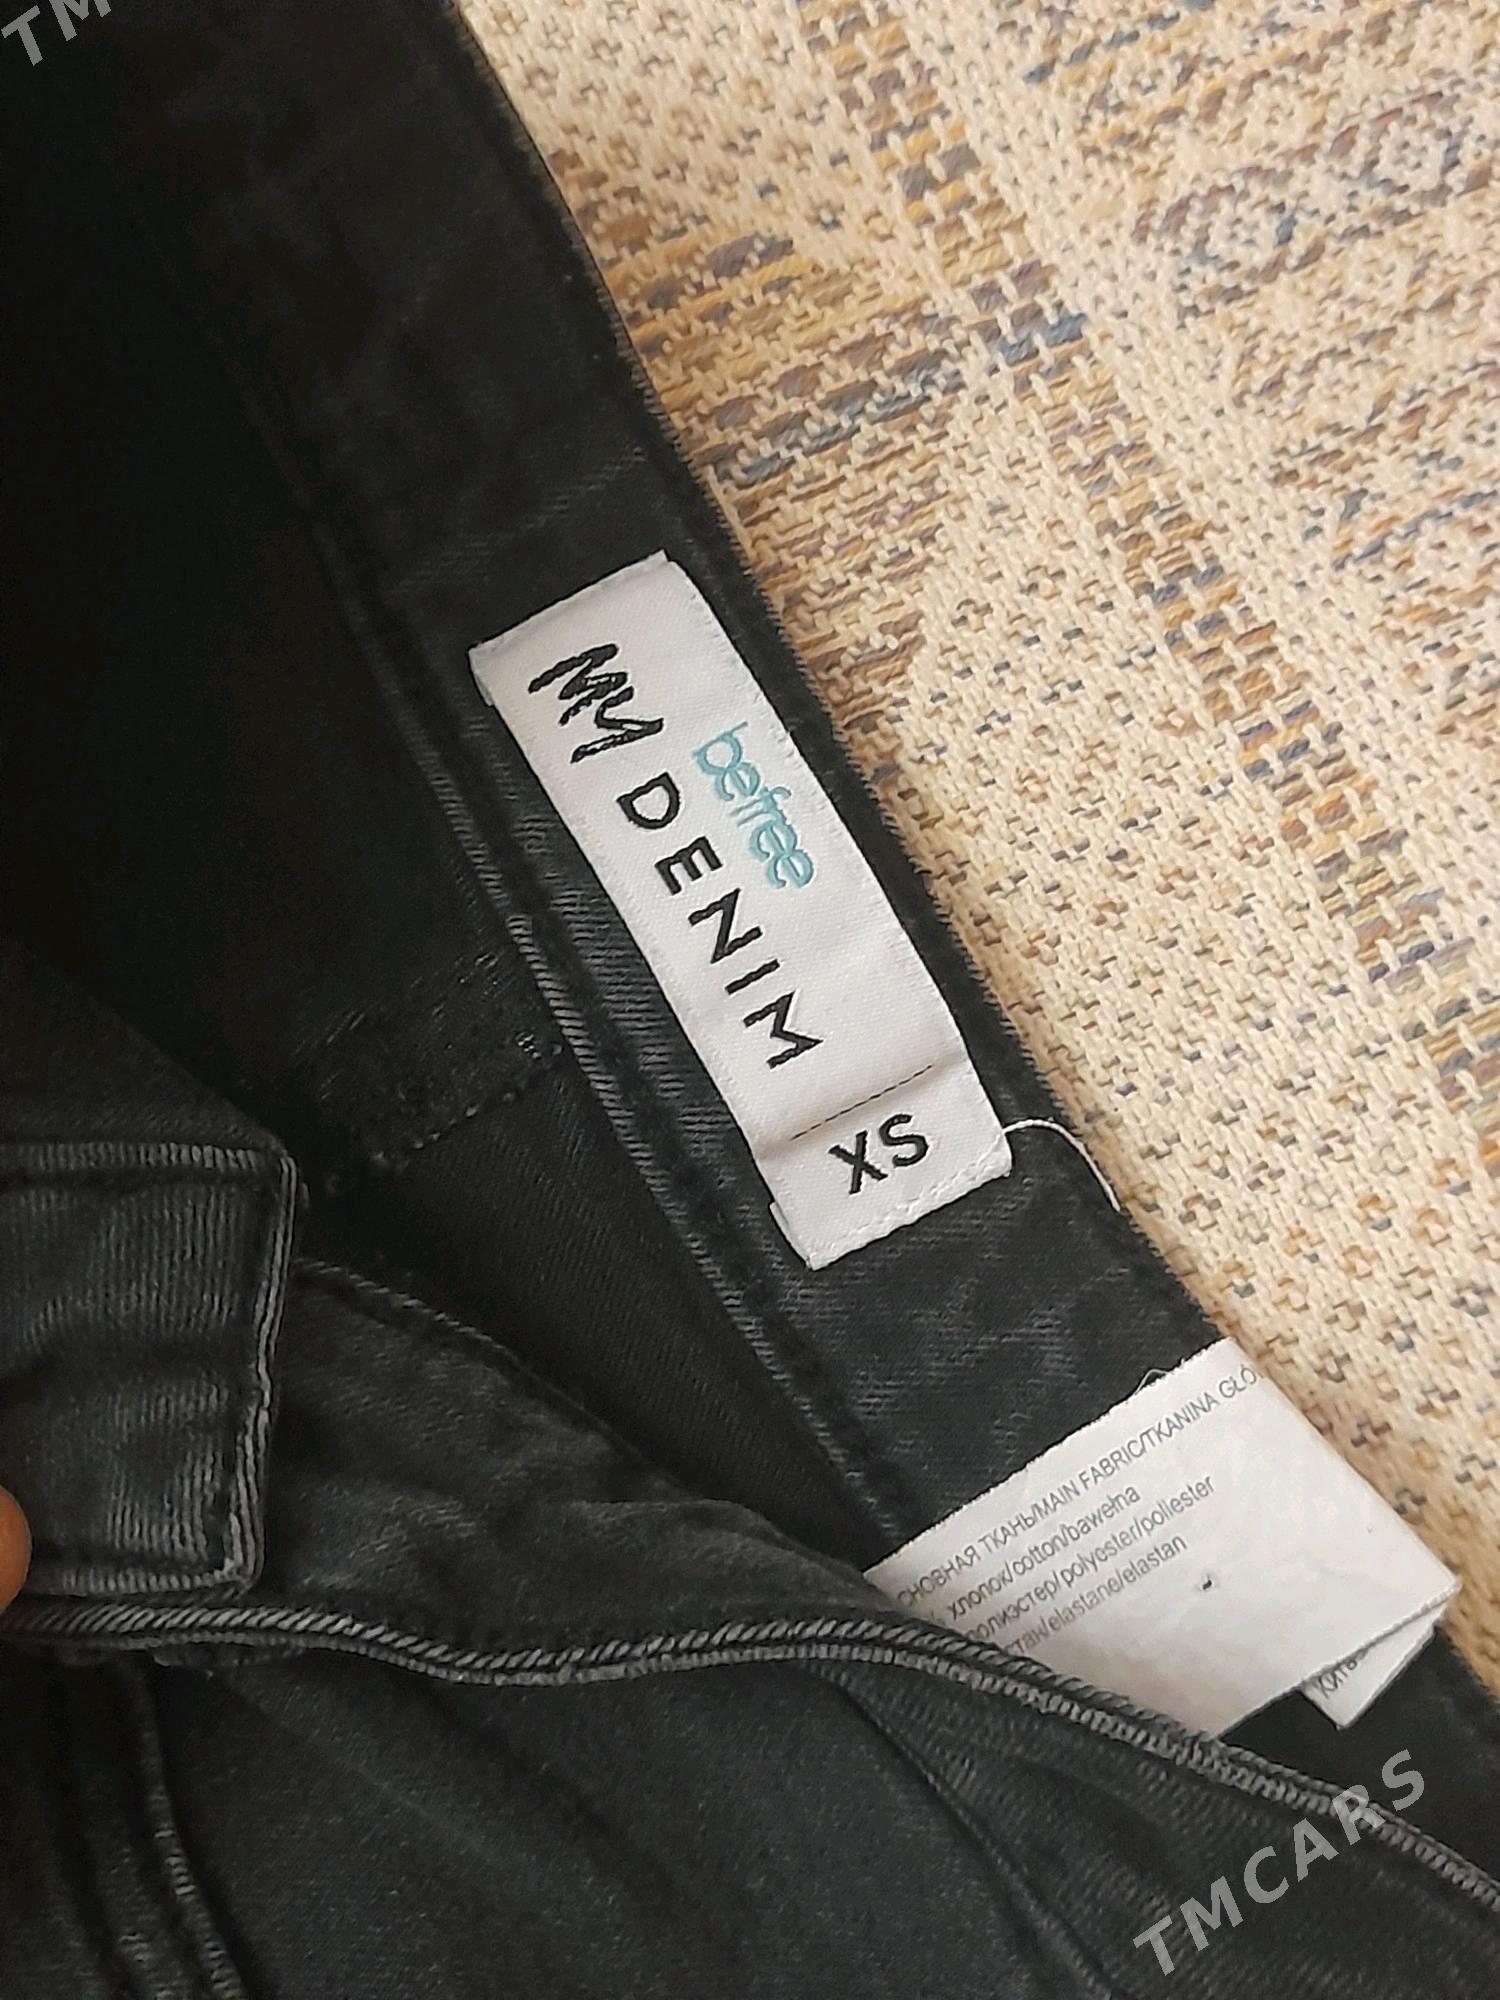 MY DENIM
befree
XS
СНОВНАЯ ТКАНЬ/MAIN FABRIC/TKANINA GŁÓ
хлопок/cotton/bawełna
полиэстер/polyester/poliester
стан/elastane/elastan
TMCARS